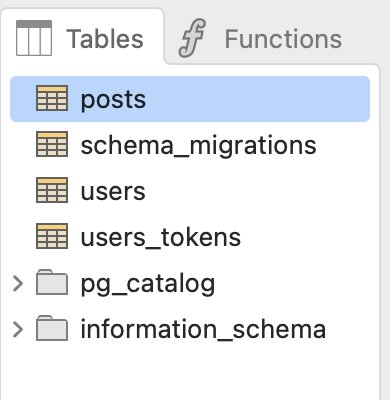 Tables Functions
posts
schema_migrations
users
users_tokens
pg_catalog
information_schema